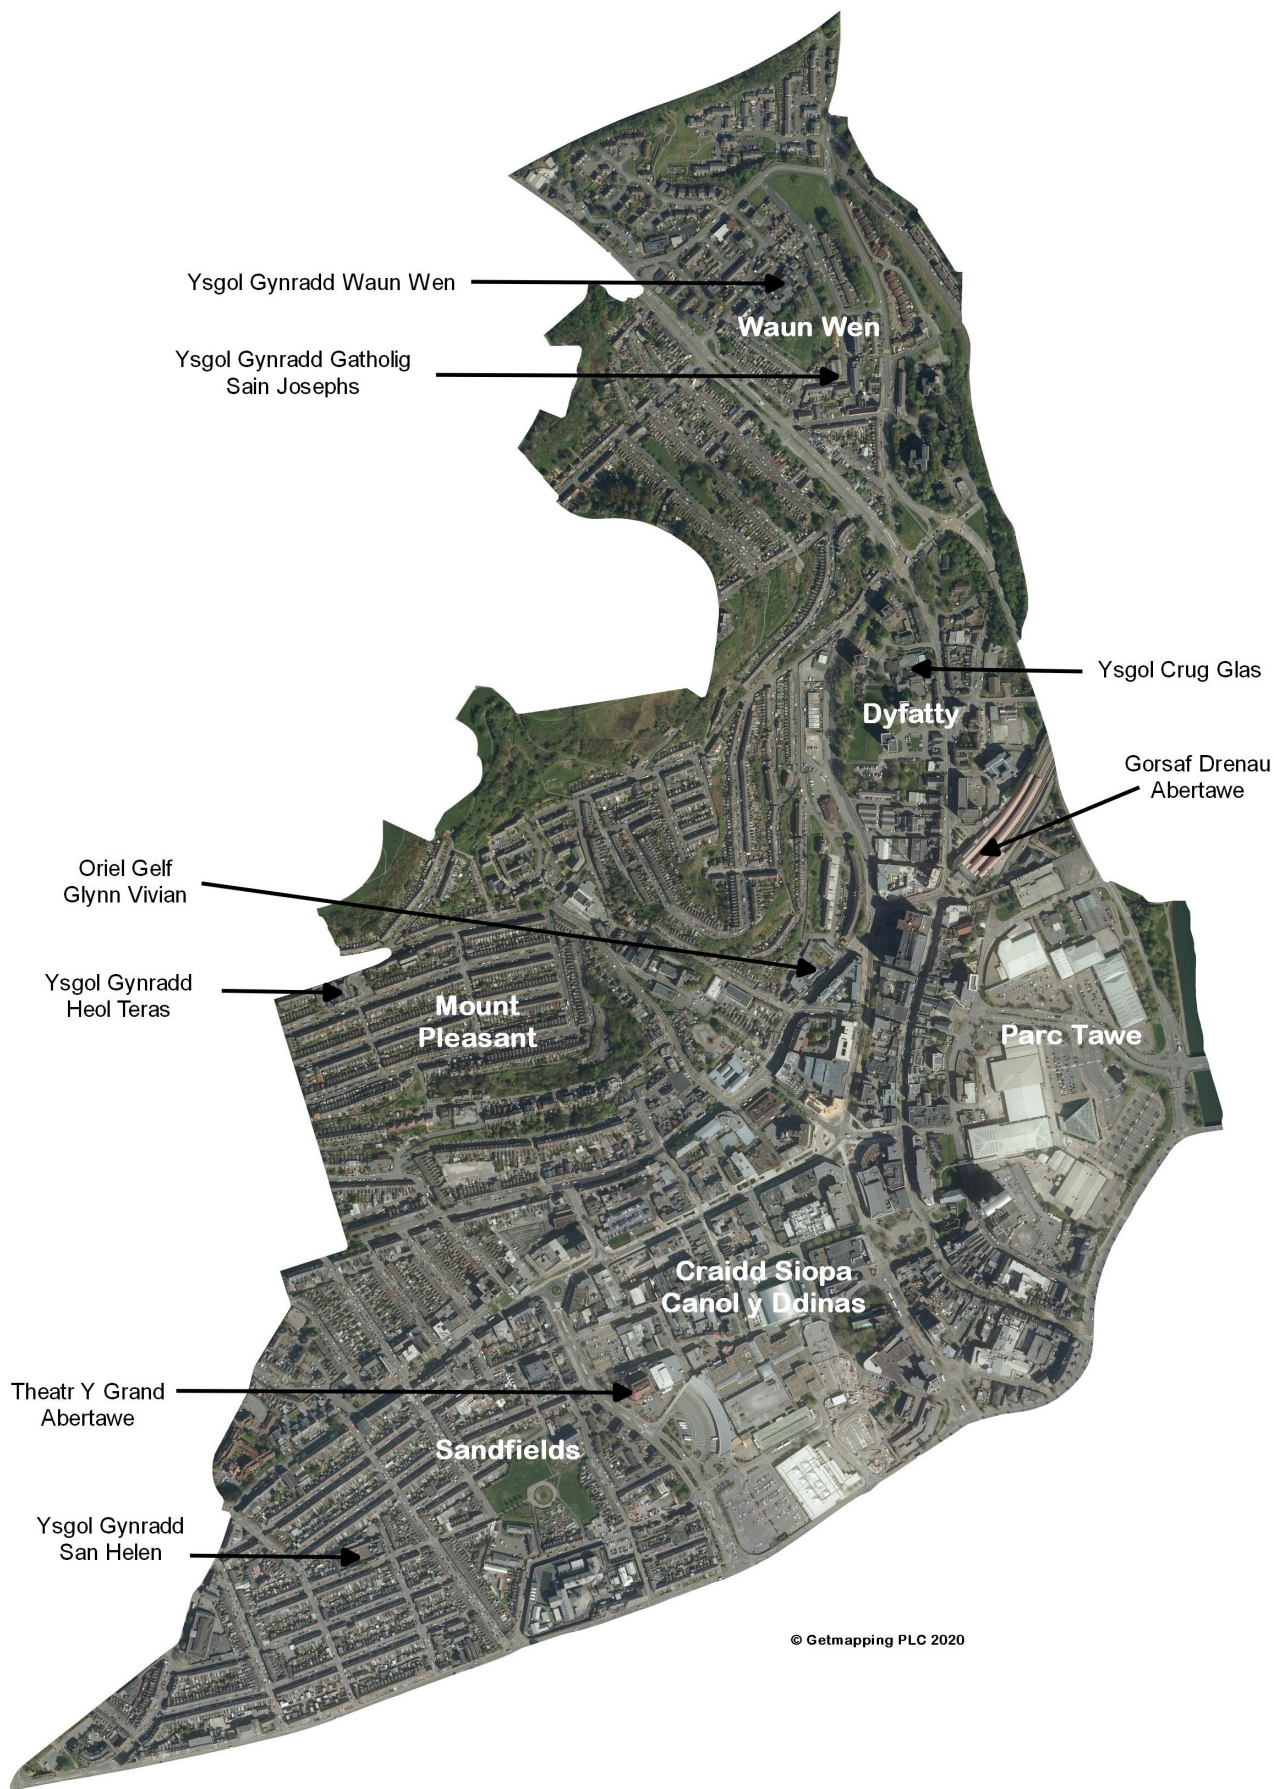 Ysgol Gynradd Waun Wen
Waun Wen
Ysgol Gynradd Gatholig
Sain Josephs
Ysgol Crug Glas
Dyfatty
Gorsaf Drenau
Abertawe
Oriel Gelf
Glynn Vivian
Ysgol Gynradd
Heol Teras
Mount
Pleasant
Parc Tawe
Craidd Siopa
Canol y Ddinas
Theatr Y Grand
Abertawe
Sandfields
Ysgol Gynradd
San Helen
© Getmapping PLC 2020